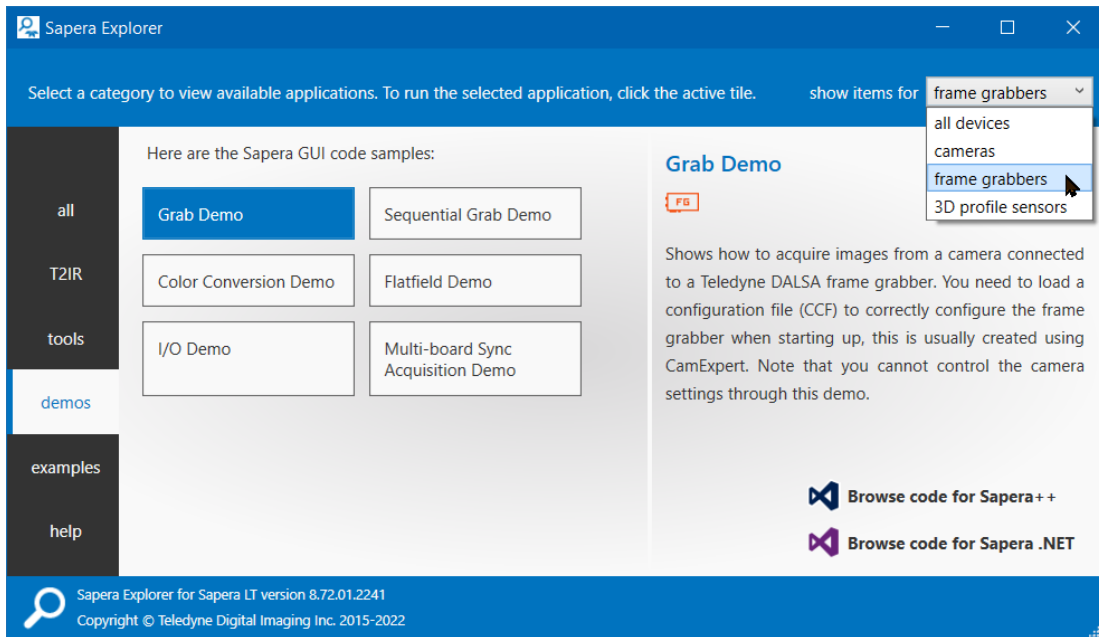 Sapera Explorer
Select a category to view available applications. To run the selected application, click the active tile.
show items for
frame grabbers
all devices
cameras
frame grabbers
3D profile sensors
all
T2IR
tools
demos
examples
help
Here are the Sapera GUI code samples:
Grab Demo
Sequential Grab Demo
Color Conversion Demo
Flatfield Demo
I/O Demo
Multi-board Sync
Acquisition Demo
Grab Demo
FG
Shows how to acquire images from a camera connected
to a Teledyne DALSA frame grabber. You need to load a
configuration file (CCF) to correctly configure the frame
grabber when starting up, this is usually created using
CamExpert. Note that you cannot control the camera
settings through this demo.
Browse code for Sapera++
Browse code for Sapera .NET
Sapera Explorer for Sapera LT version 8.72.01.2241
Copyright © Teledyne Digital Imaging Inc. 2015-2022